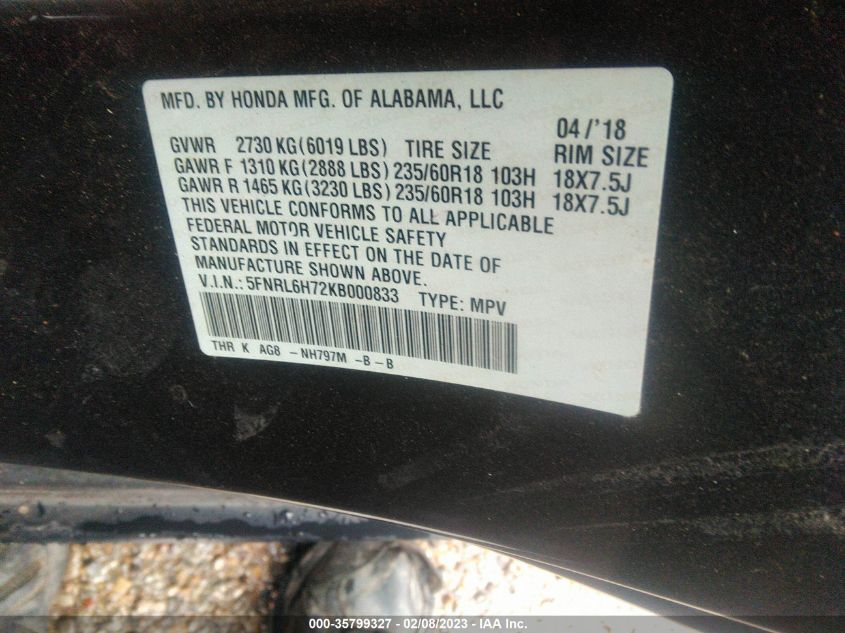 MFD. BY HONDA MFG. OF ALABAMA, LLC
04/'18
GVWR 2730 KG(6019 LBS) TIRE SIZE RIM SIZE
GAWR F 1310 KG(2888 LBS) 235/60R18 103H 18X7.5J
GAWR R 1465 KG(3230 LBS) 235/60R18 103H 18X7.5J
THIS VEHICLE CONFORMS TO ALL APPLICABLE
FEDERAL MOTOR VEHICLE SAFETY
STANDARDS IN EFFECT ON THE DATE OF
MANUFACTURE SHOWN ABOVE.
V.I.N.: 5FNRL6H72KB000833 TYPE: MPV
THR K AG8 -NH797M -B-B
000-35799327 - 02/08/2023 - IAA Inc.